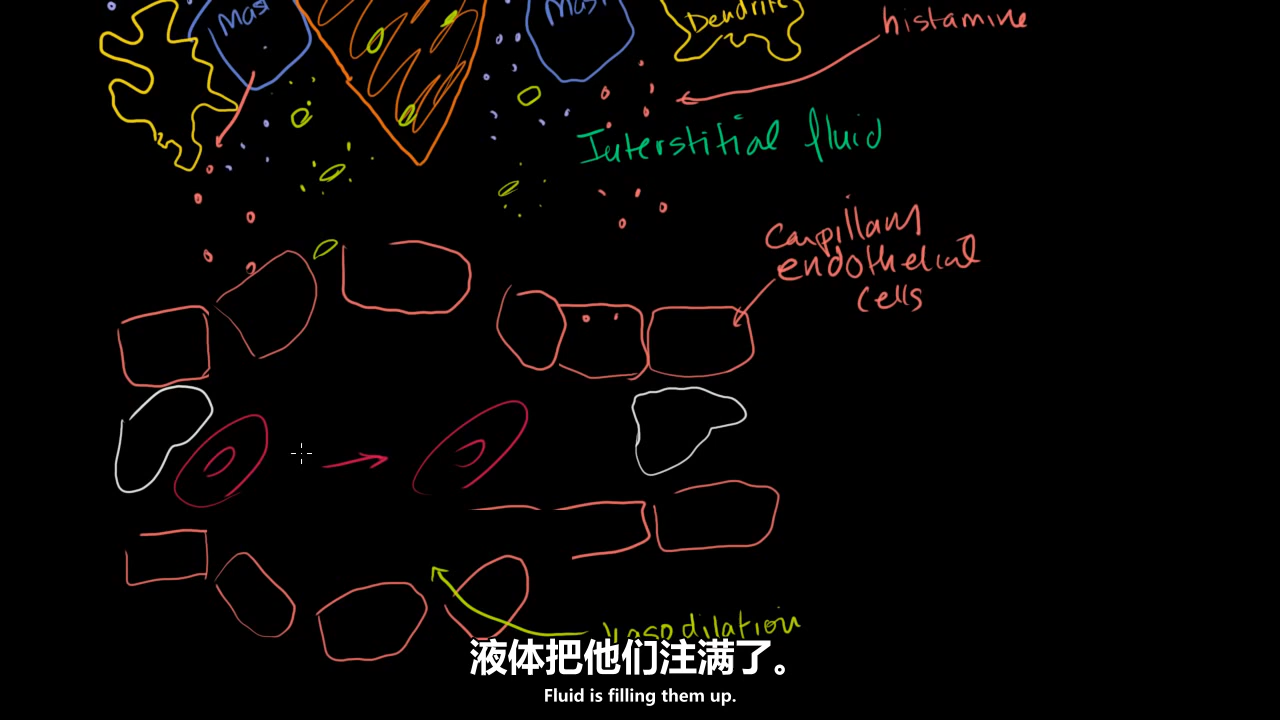 Mast
Mast
Dendrite
histamine
Interstitial fluid
Capillary
endothelial
cells
vasodilation
液体把他们注满了。
Fluid is filling them up.